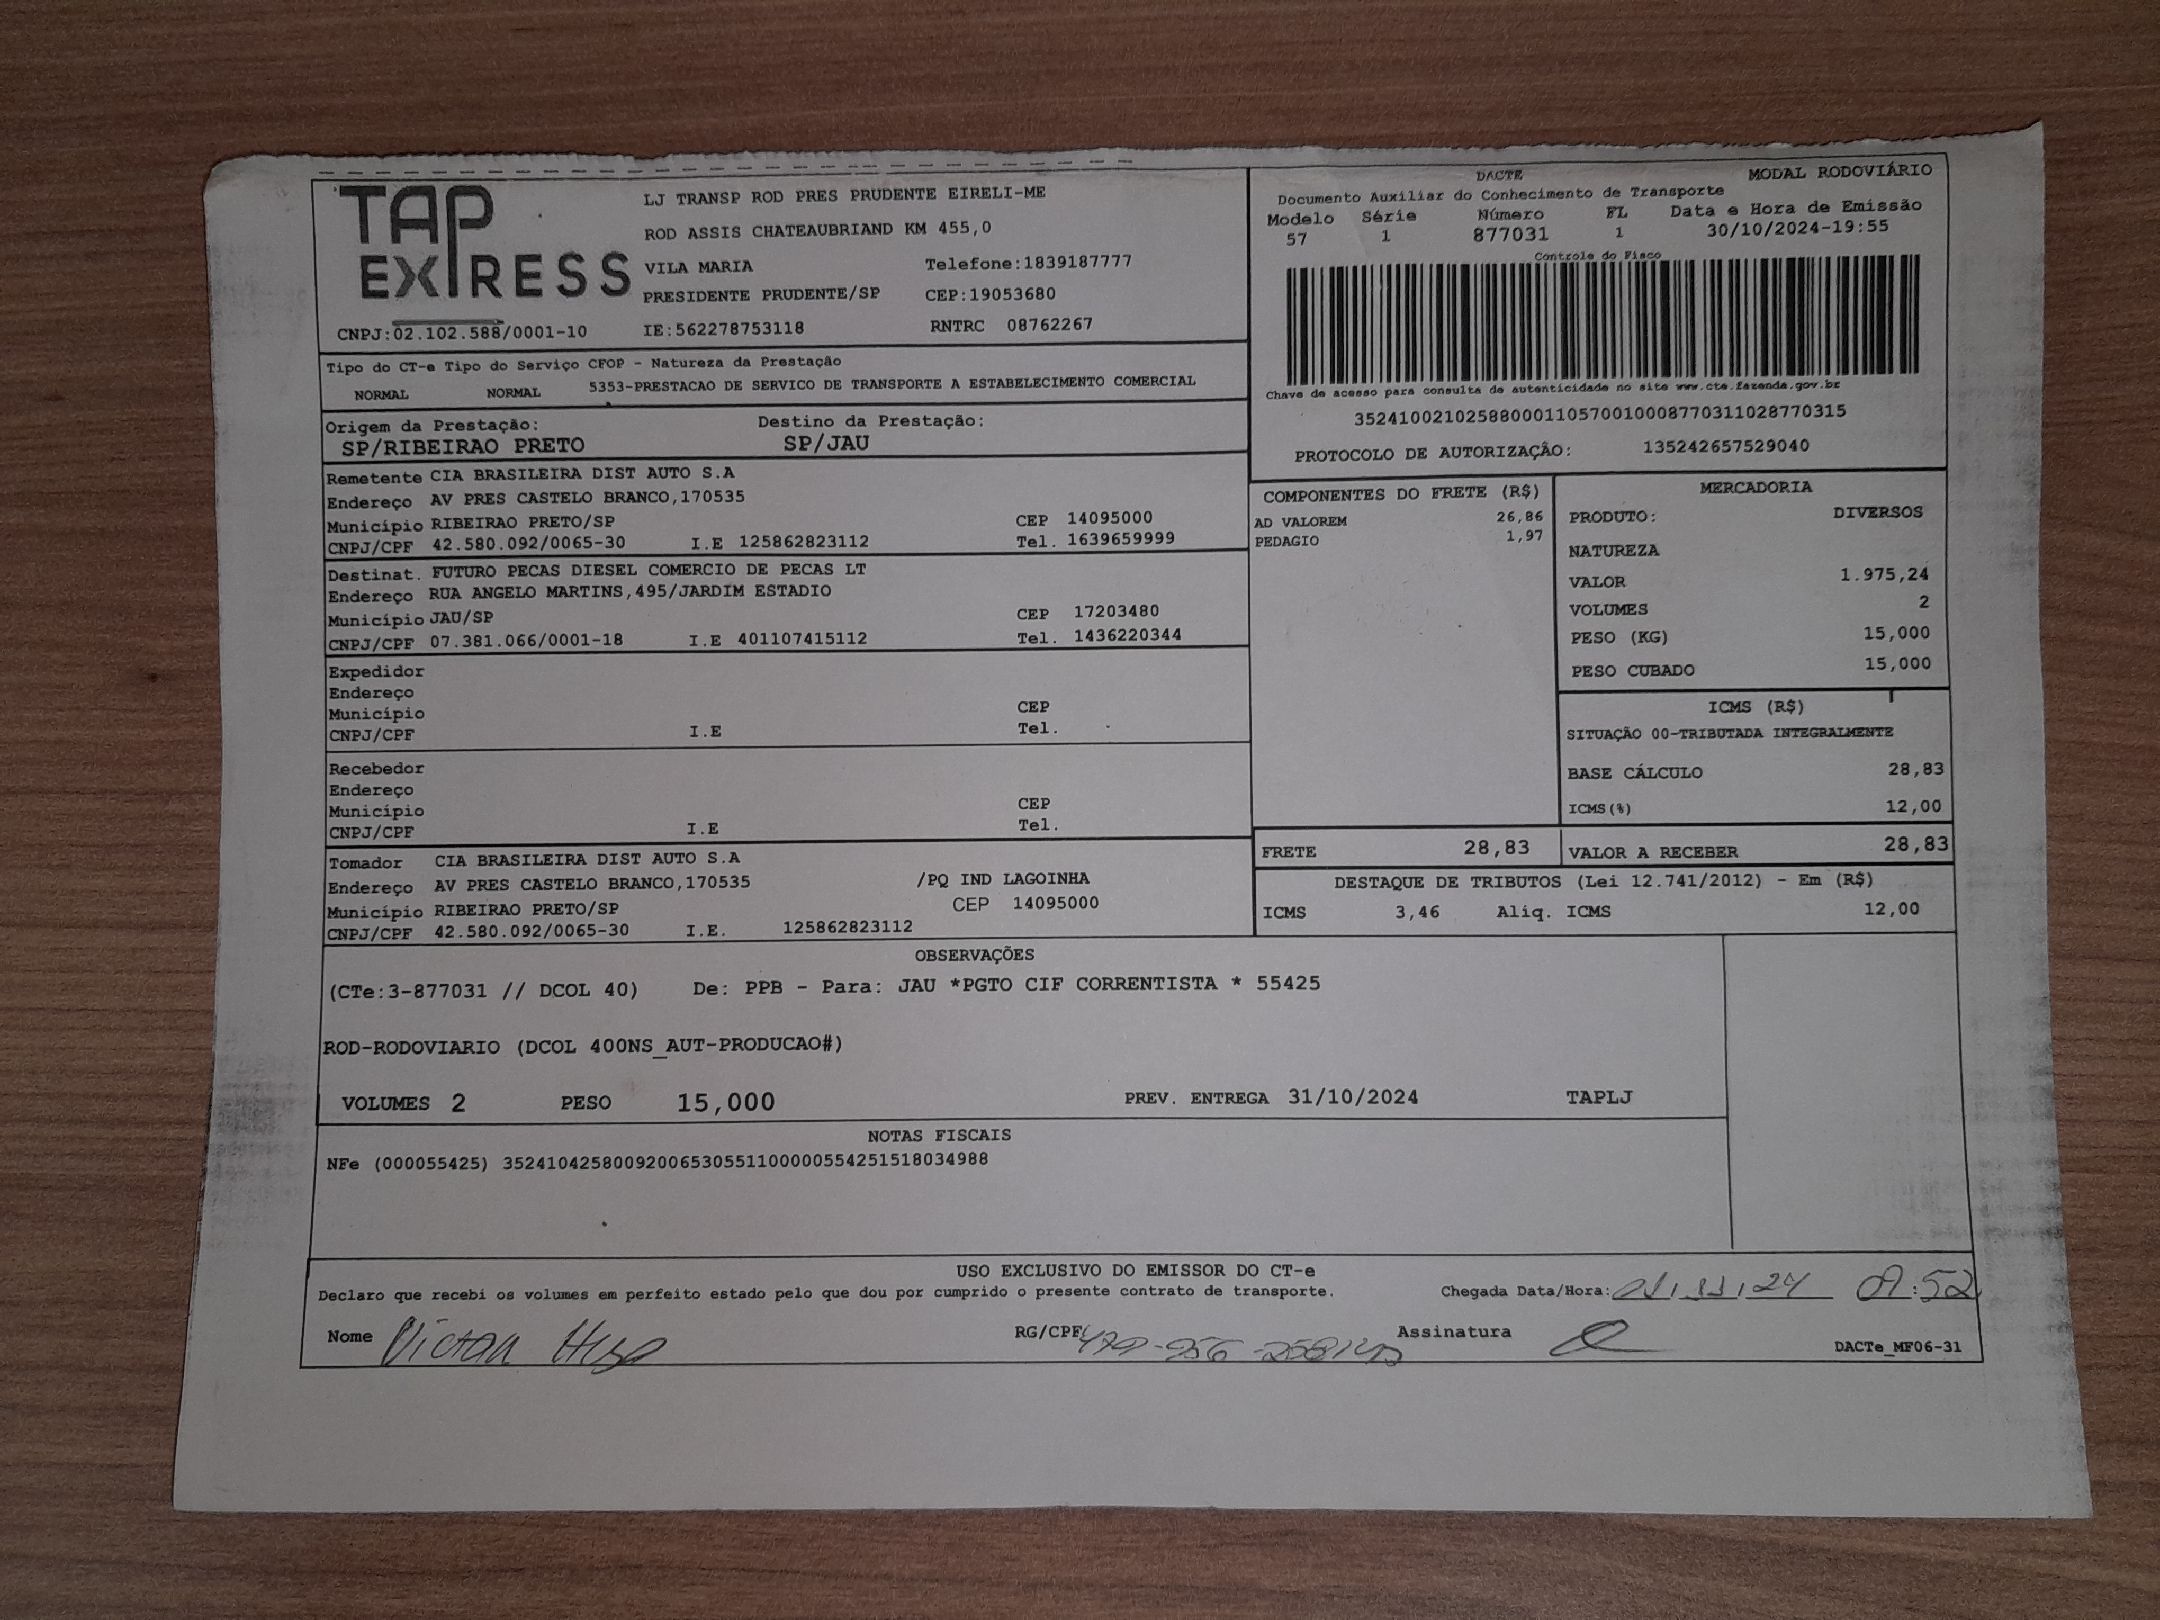 TAP
EXPRESS
LJ TRANSP ROD PRES PRUDENTE EIRELI-ME
ROD ASSIS CHATEAUBRIAND KM 455,0
VILA MARIA Telefone:1839187777
PRESIDENTE PRUDENTE/SP CEP:19053680
CNPJ:02.102.588/0001-10 IE:562278753118 RNTRC 08762267
DACTE MODAL RODOVIÁRIO
Documento Auxiliar do Conhecimento de Transporte
Modelo Série Número FL Data e Hora de Emissão
57 1 877031 1 30/10/2024-19:55
Controle do Fisco
Chave de acesso para consulta de autenticidade no site www.cte.fazenda.gov.br
35241002102588000110570010008770311028770315
PROTOCOLO DE AUTORIZAÇÂO: 135242657529040
Tipo do CT-e Tipo do Serviço CFOP - Natureza da Prestação
NORMAL NORMAL 5353-PRESTACAO DE SERVICO DE TRANSPORTE A ESTABELECIMENTO COMERCIAL
Origem da Prestação: Destino da Prestação:
SP/RIBEIRAO PRETO SP/JAU
Remetente CIA BRASILEIRA DIST AUTO S.A
Endereço AV PRES CASTELO BRANCO,170535
Município RIBEIRAO PRETO/SP CEP 14095000
CNPJ/CPF 42.580.092/0065-30 I.E 125862823112 Tel. 1639659999
Destinat. FUTURO PECAS DIESEL COMERCIO DE PECAS LT
Endereço RUA ANGELO MARTINS,495/JARDIM ESTADIO
Município JAU/SP CEP 17203480
CNPJ/CPF 07.381.066/0001-18 I.E 401107415112 Tel. 1436220344
Expedidor
Endereço
Município CEP
CNPJ/CPF I.E Tel.
Recebedor
Endereço
Município CEP
CNPJ/CPF I.E Tel.
Tomador CIA BRASILEIRA DIST AUTO S.A
Endereço AV PRES CASTELO BRANCO,170535 /PQ IND LAGOINHA
Município RIBEIRAO PRETO/SP CEP 14095000
CNPJ/CPF 42.580.092/0065-30 I.E. 125862823112
COMPONENTES DO FRETE (R$)
AD VALOREM 26,86
PEDAGIO 1,97
MERCADORIA
PRODUTO: DIVERSOS
NATUREZA
VALOR 1.975,24
VOLUMES 2
PESO (KG) 15,000
PESO CUBADO 15,000
ICMS (R$)
SITUAÇÃO 00-TRIBUTADA INTEGRALMENTE
BASE CÁLCULO 28,83
ICMS(%) 12,00
FRETE 28,83 VALOR A RECEBER 28,83
DESTAQUE DE TRIBUTOS (Lei 12.741/2012) - Em (R$)
ICMS 3,46 Alíq. ICMS 12,00
OBSERVAÇÕES
(CTe:3-877031 // DCOL 40) De: PPB - Para: JAU *PGTO CIF CORRENTISTA * 55425
ROD-RODOVIARIO (DCOL 400NS_AUT-PRODUCAO#)
VOLUMES 2 PESO 15,000 PREV. ENTREGA 31/10/2024 TAPLJ
NOTAS FISCAIS
NFe (000055425) 35241042580092006530551100000554251518034988
USO EXCLUSIVO DO EMISSOR DO CT-e
Declaro que recebi os volumes em perfeito estado pelo que dou por cumprido o presente contrato de transporte. Chegada Data/Hora: 01/11/24 09:52
Nome Victor Hugo RG/CPF Assinatura DACTe_MF06-31